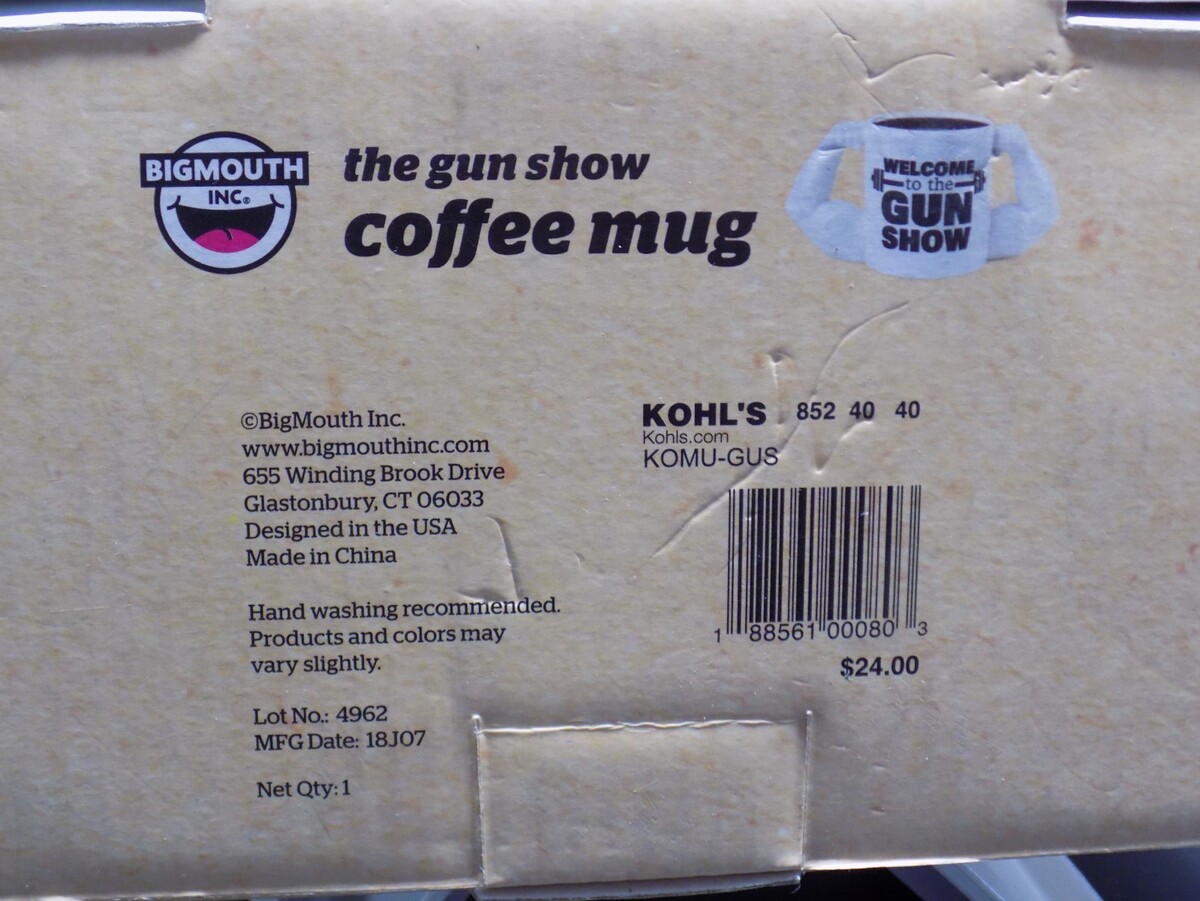 BIGMOUTH
INC.®
the gun show
coffee mug
WELCOME
to the
GUN
SHOW
©BigMouth Inc.
www.bigmouthinc.com
655 Winding Brook Drive
Glastonbury, CT 06033
Designed in the USA
Made in China
Hand washing recommended.
Products and colors may
vary slightly.
Lot No.: 4962
MFG Date: 18J07
Net Qty: 1
KOHL'S 852 40 40
Kohls.com
KOMU-GUS
1 88561 00080 3
$24.00